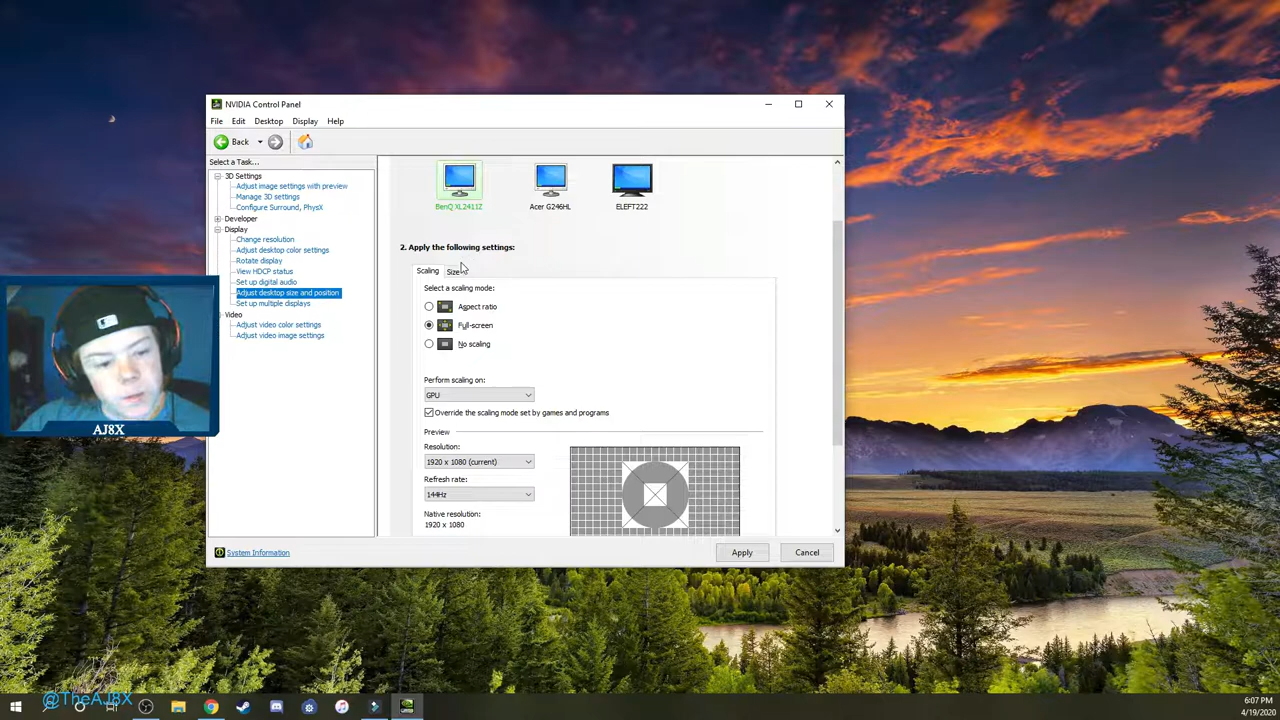 NVIDIA Control Panel
File Edit Desktop Display Help
Back
Select a Task...
3D Settings
Adjust image settings with preview
Manage 3D settings
Configure Surround, PhysX
Developer
Display
Change resolution
Adjust desktop color settings
Rotate display
View HDCP status
Set up digital audio
Adjust desktop size and position
Set up multiple displays
Video
Adjust video color settings
Adjust video image settings
System Information
BenQ XL2411Z Acer G246HL ELEFT222
2. Apply the following settings:
Scaling Size
Select a scaling mode:
Aspect ratio
Full-screen
No scaling
Perform scaling on:
GPU
Override the scaling mode set by games and programs
Preview
Resolution:
1920 x 1080 (current)
Refresh rate:
144Hz
Native resolution:
1920 x 1080
Apply Cancel
AJ8X
@TheAJ8X
6:07 PM
4/19/2020